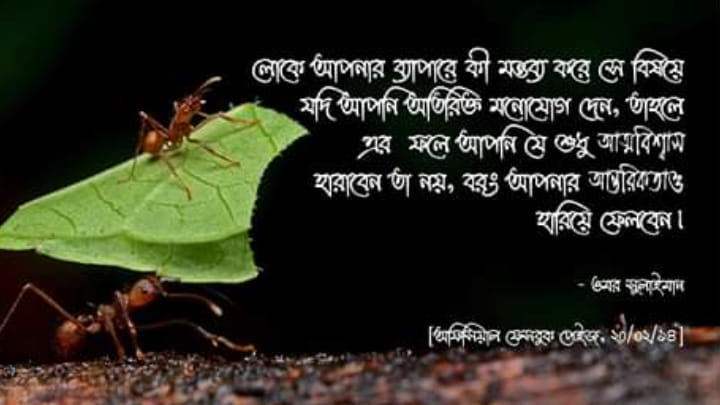 লোকে আপনার ব্যাপারে কী মন্তব্য করে সে বিষয়ে
যদি আপনি অতিরিক্ত মনোযোগ দেন, তাহলে
এর ফলে আপনি যে শুধু আত্মবিশ্বাস
হারাবেন তা নয়, বরং আপনার আন্তরিকতাও
হারিয়ে ফেলবেন।
- ওমর সুলাইমান
[অফিসিয়াল ফেসবুক পেইজ, ২০/০২/১৪]